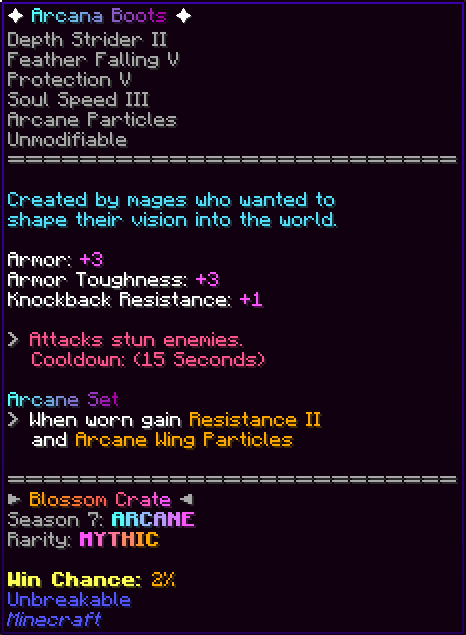 ✦ Arcana Boots ✦
Depth Strider II
Feather Falling V
Protection V
Soul Speed III
Arcane Particles
Unmodifiable
============================
Created by mages who wanted to
shape their vision into the world.
Armor: +3
Armor Toughness: +3
Knockback Resistance: +1
> Attacks stun enemies.
Cooldown: (15 Seconds)
Arcane Set
> When worn gain Resistance II
and Arcane Wing Particles
============================
► Blossom Crate ◄
Season 7: ARCANE
Rarity: MYTHIC
Win Chance: 2%
Unbreakable
Minecraft